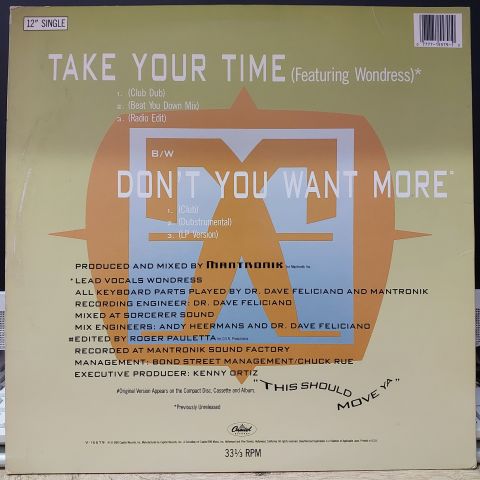 12" SINGLE
TAKE YOUR TIME (Featuring Wondress)*
1. (Club Dub)
2. (Beat You Down Mix)
3. (Radio Edit)
B/W
DON'T YOU WANT MORE
1. (Club)
2. (Dubstrumental)
3. (LP Version)
PRODUCED AND MIXED BY MANTRONIK for Mantronik Inc.
*LEAD VOCALS WONDRESS
ALL KEYBOARD PARTS PLAYED BY DR. DAVE FELICIANO AND MANTRONIK
RECORDING ENGINEER: DR. DAVE FELICIANO
MIXED AT SORCERER SOUND
MIX ENGINEERS: ANDY HEERMANS AND DR. DAVE FELICIANO
#EDITED BY ROGER PAULETTA
RECORDED AT MANTRONIK SOUND FACTORY
MANAGEMENT: BOND STREET MANAGEMENT/CHUCK RUE
EXECUTIVE PRODUCER: KENNY ORTIZ
#Original Version Appears on the Compact Disc, Cassette and Album,
"THIS SHOULD MOVE YA"
*Previously Unreleased
Capitol
33⅓ RPM